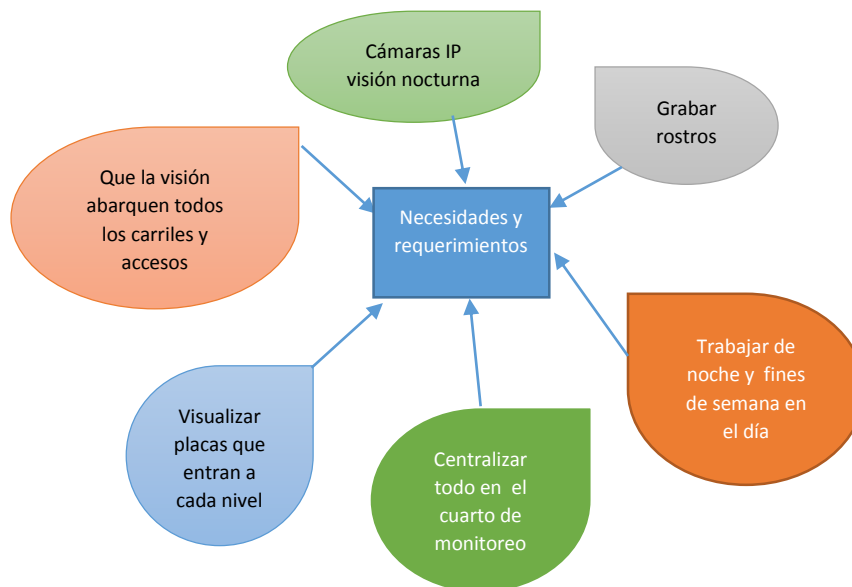 Cámaras IP
visión nocturna
Grabar
rostros
Que la visión
abarquen todos
los carriles y
accesos
Necesidades y
requerimientos
Trabajar de
noche y fines
de semana en
el día
Visualizar
placas que
entran a
cada nivel
Centralizar
todo en el
cuarto de
monitoreo